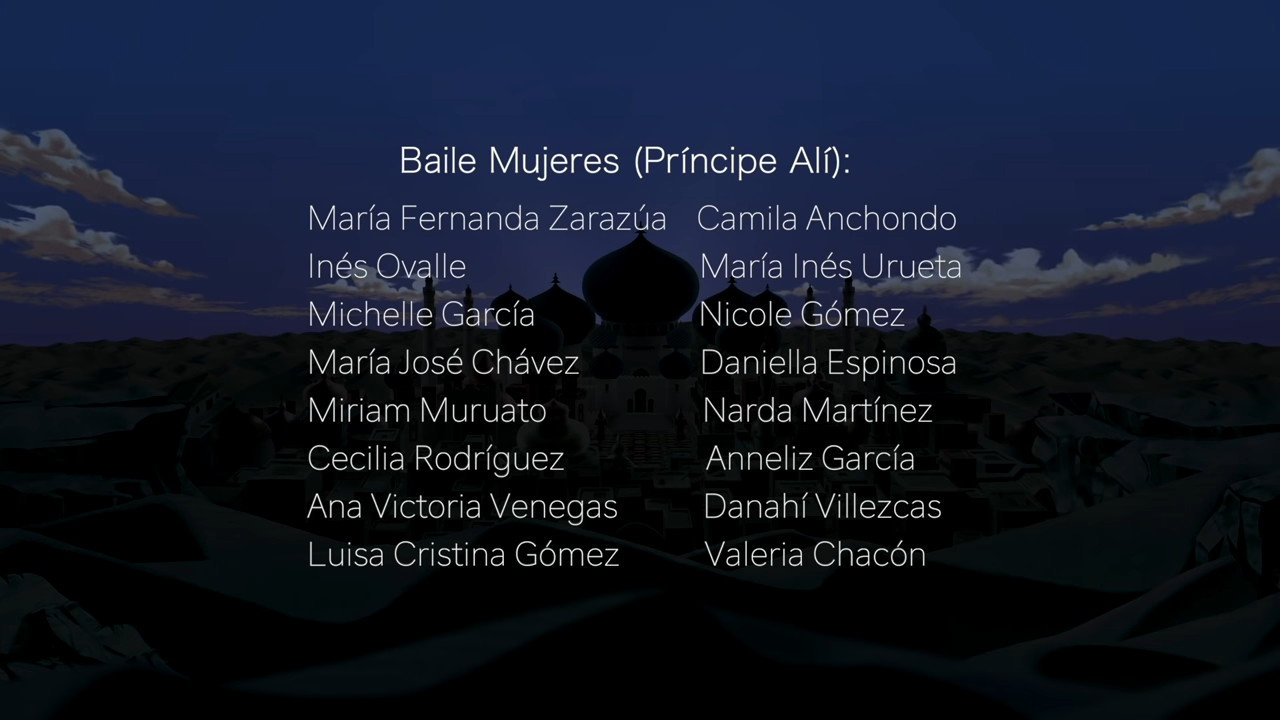 Baile Mujeres (Príncipe Alí):
María Fernanda Zarazúa Camila Anchondo
Inés Ovalle María Inés Urueta
Michelle García Nicole Gómez
María José Chávez Daniella Espinosa
Miriam Muruato Narda Martínez
Cecilia Rodríguez Anneliz García
Ana Victoria Venegas Danahí Villezcas
Luisa Cristina Gómez Valeria Chacón